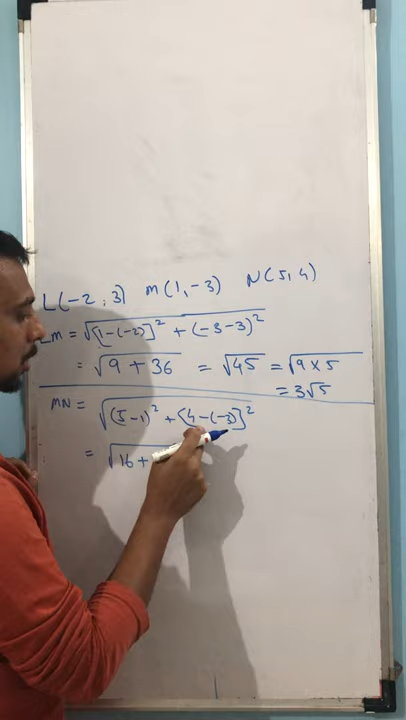 L(-2, 3) M(1, -3) N(5, 4)
LM = √[1-(-2)]² + (-3-3)²
= √9 + 36 = √45 = √9 × 5
= 3√5
MN = √(5-1)² + [4-(-3)]²
= √16 +